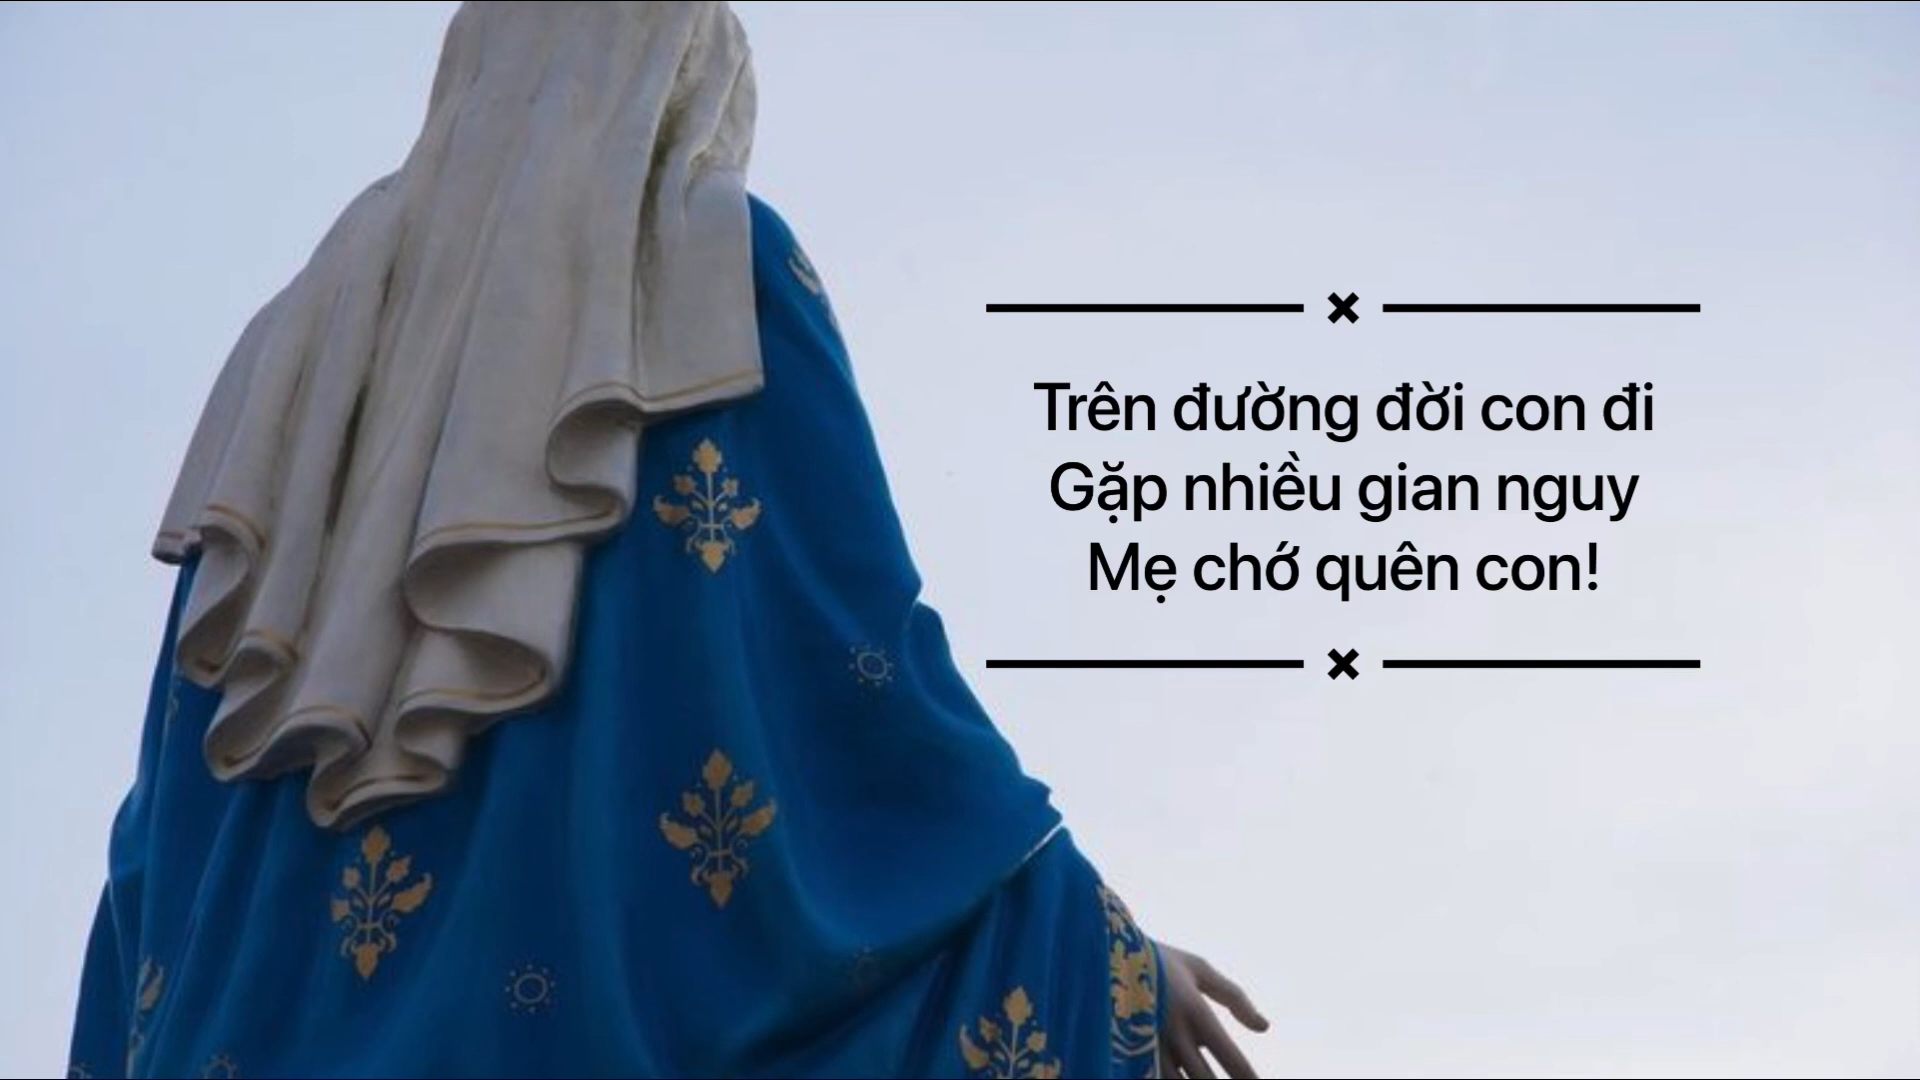 Trên đường đời con đi
Gặp nhiều gian nguy
Mẹ chớ quên con!